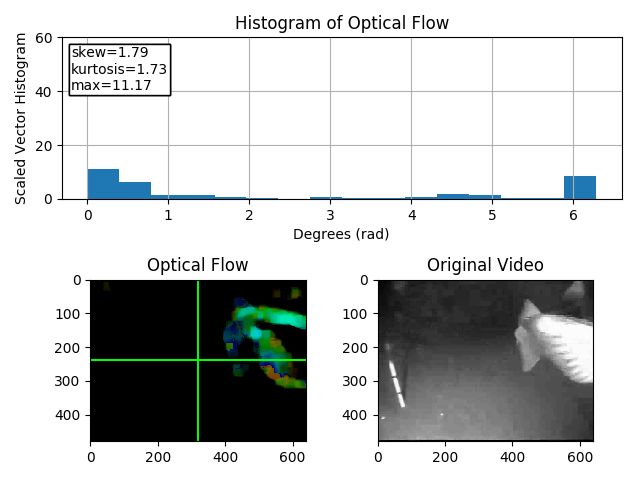 Histogram of Optical Flow
60
40
20
0
Scaled Vector Histogram
skew=1.79
kurtosis=1.73
max=11.17
0 1 2 3 4 5 6
Degrees (rad)
Optical Flow
0
100
200
300
400
0 200 400 600
Original Video
0
100
200
300
400
0 200 400 600